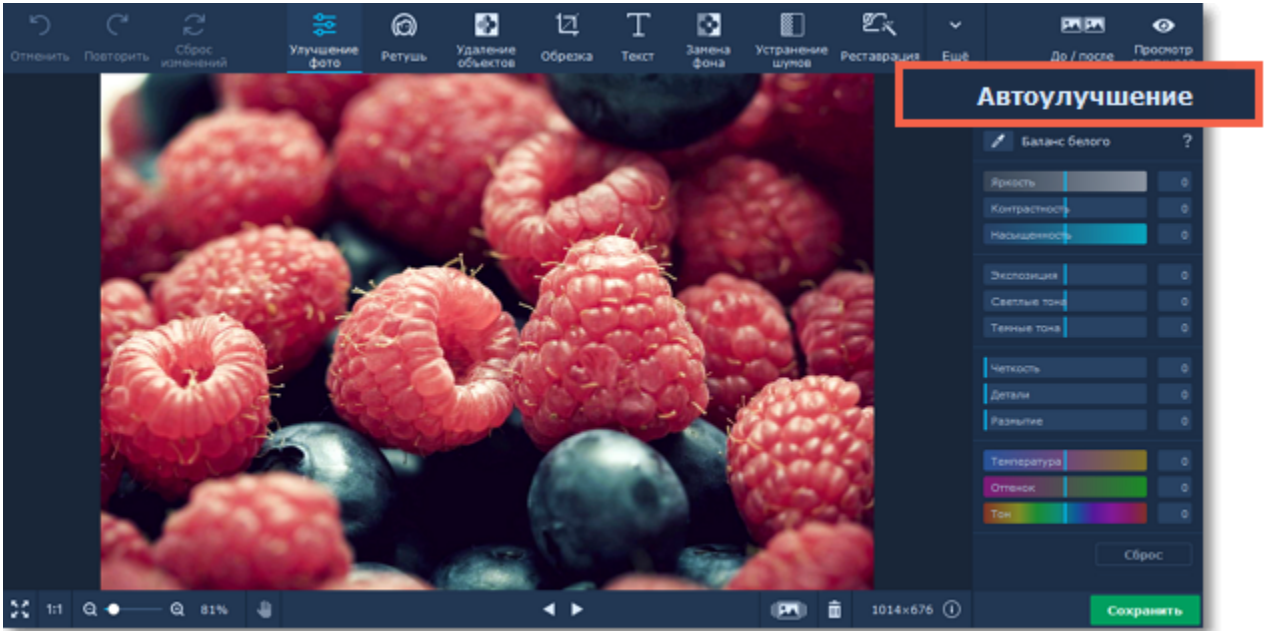 Отменить
Повторить
Сброс
изменений
Улучшение
фото
Ретушь
Удаление
объектов
Обрезка
T
Текст
Замена
фона
Устранение
шумов
Реставрация
Ещё
До / после
Просмотр
Автоулучшение
Баланс белого ?
Яркость 0
Контрастность 0
Насыщенность 0
Экспозиция 0
Светлые тона 0
Темные тона 0
Четкость 0
Детали 0
Размытие 0
Температура 0
Оттенок 0
Тон 0
Сброс
1:1
81%
1014×676
Сохранить